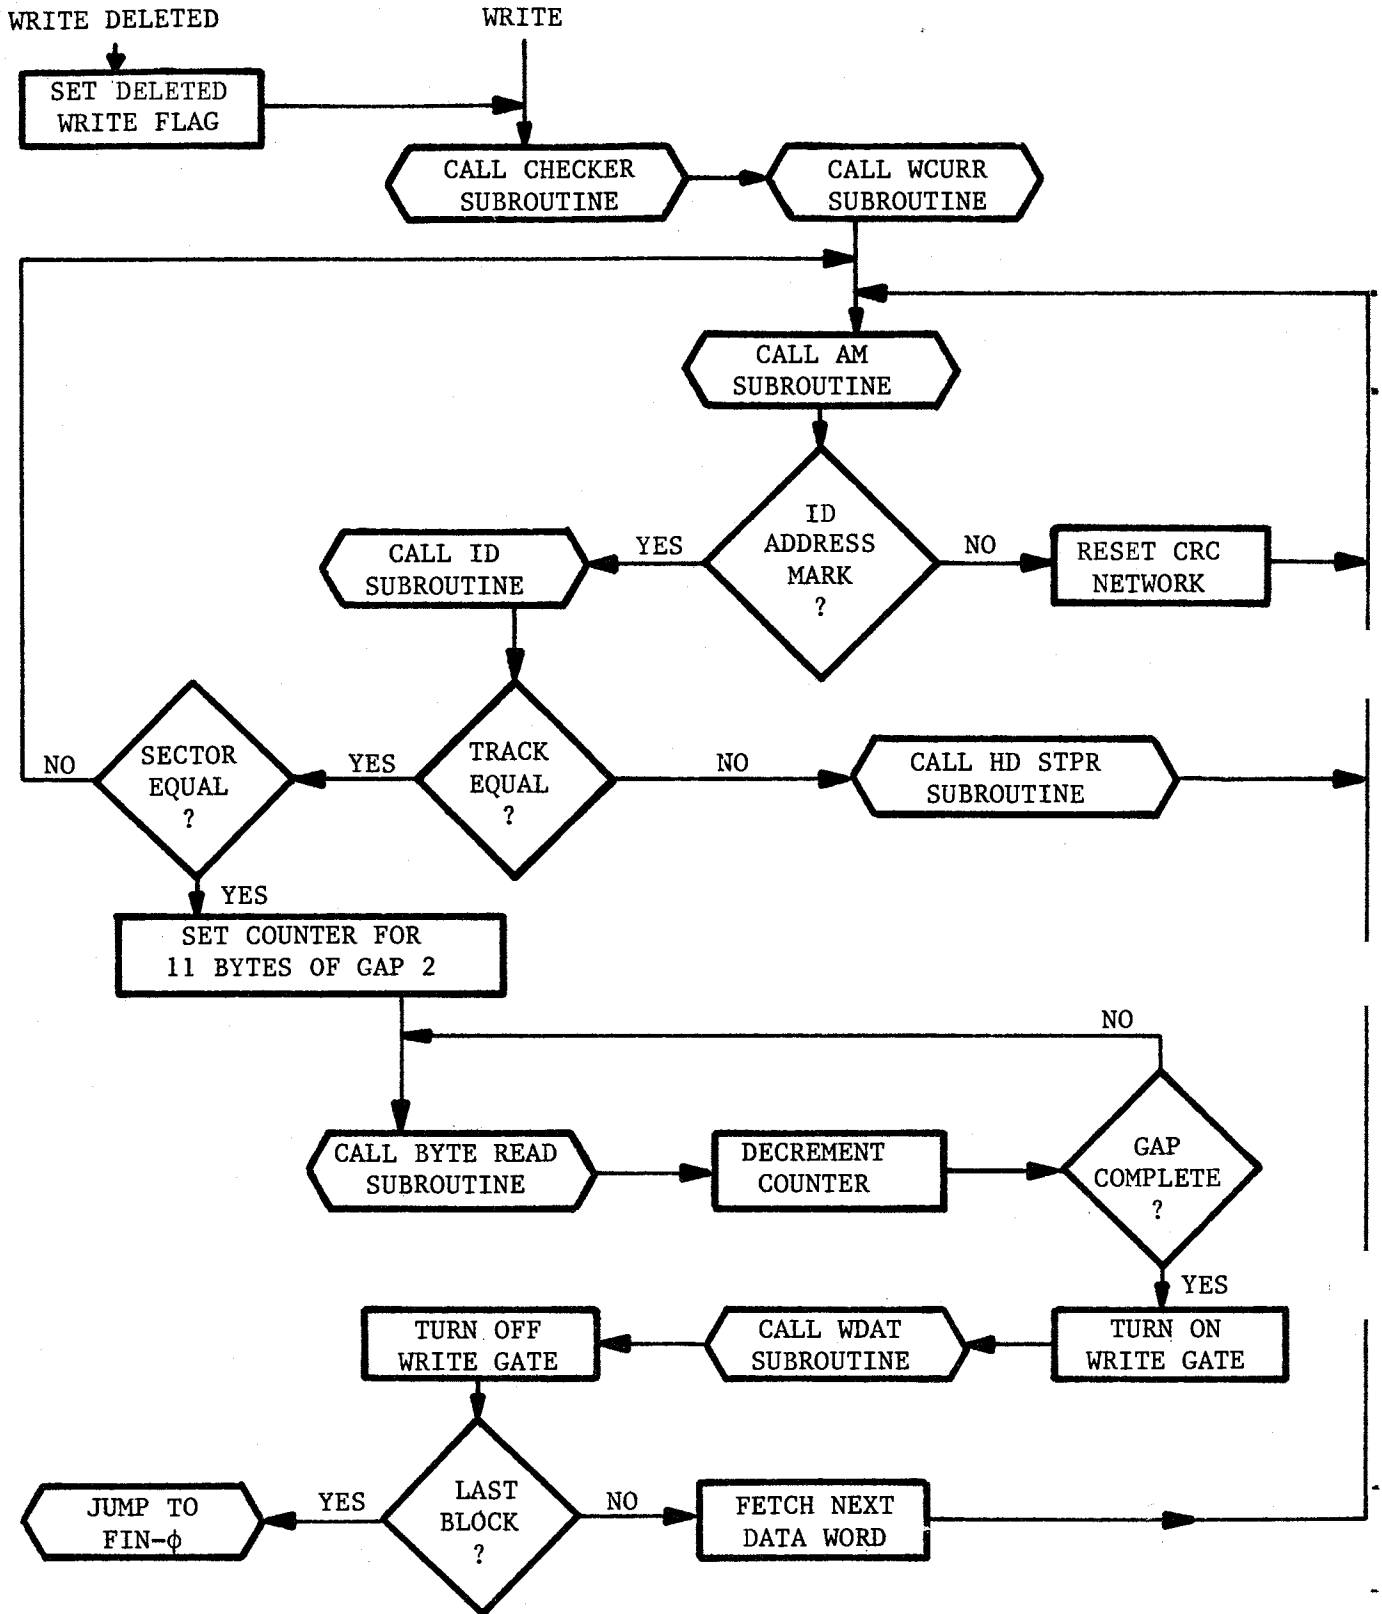 WRITE DELETED
WRITE
SET DELETED
WRITE FLAG
CALL CHECKER
SUBROUTINE
CALL WCURR
SUBROUTINE
CALL AM
SUBROUTINE
ID
ADDRESS
MARK
?
YES
NO
CALL ID
SUBROUTINE
RESET CRC
NETWORK
TRACK
EQUAL
?
YES
NO
SECTOR
EQUAL
?
NO
CALL HD STPR
SUBROUTINE
YES
SET COUNTER FOR
11 BYTES OF GAP 2
NO
CALL BYTE READ
SUBROUTINE
DECREMENT
COUNTER
GAP
COMPLETE
?
YES
TURN ON
WRITE GATE
CALL WDAT
SUBROUTINE
TURN OFF
WRITE GATE
LAST
BLOCK
?
YES
NO
JUMP TO
FIN-φ
FETCH NEXT
DATA WORD